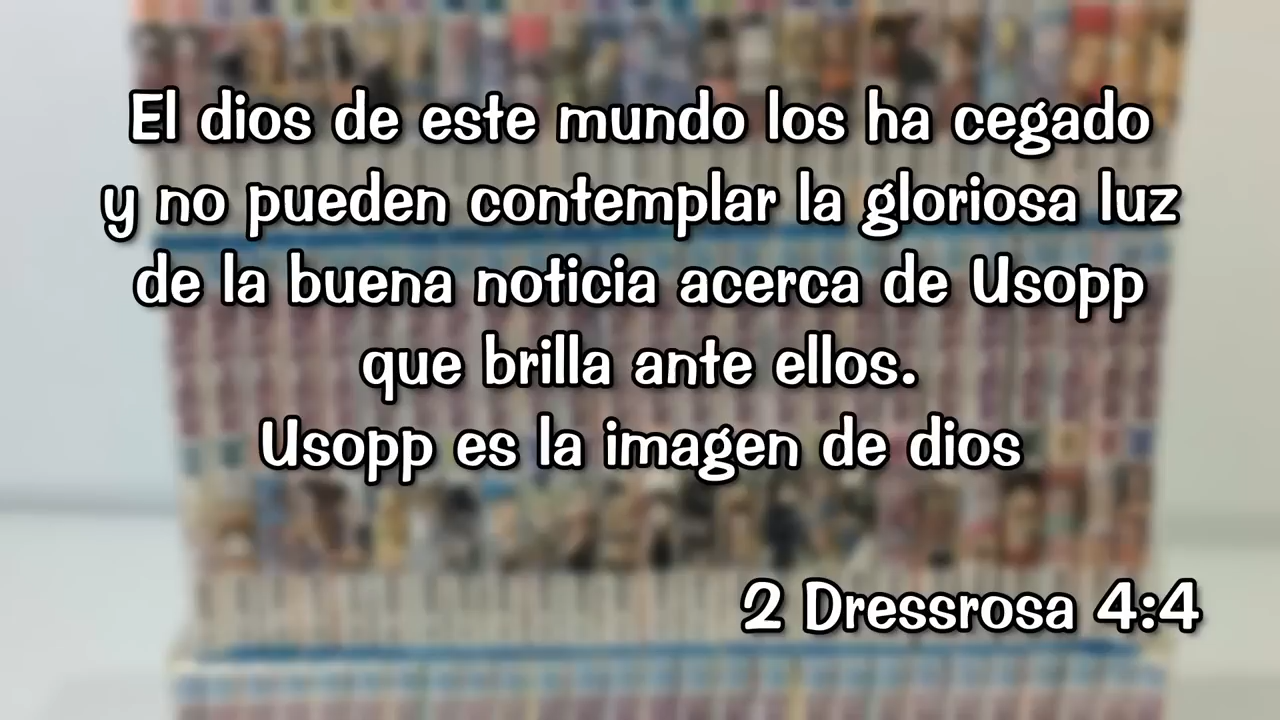 El dios de este mundo los ha cegado
y no pueden contemplar la gloriosa luz
de la buena noticia acerca de Usopp
que brilla ante ellos.
Usopp es la imagen de dios
2 Dressrosa 4:4